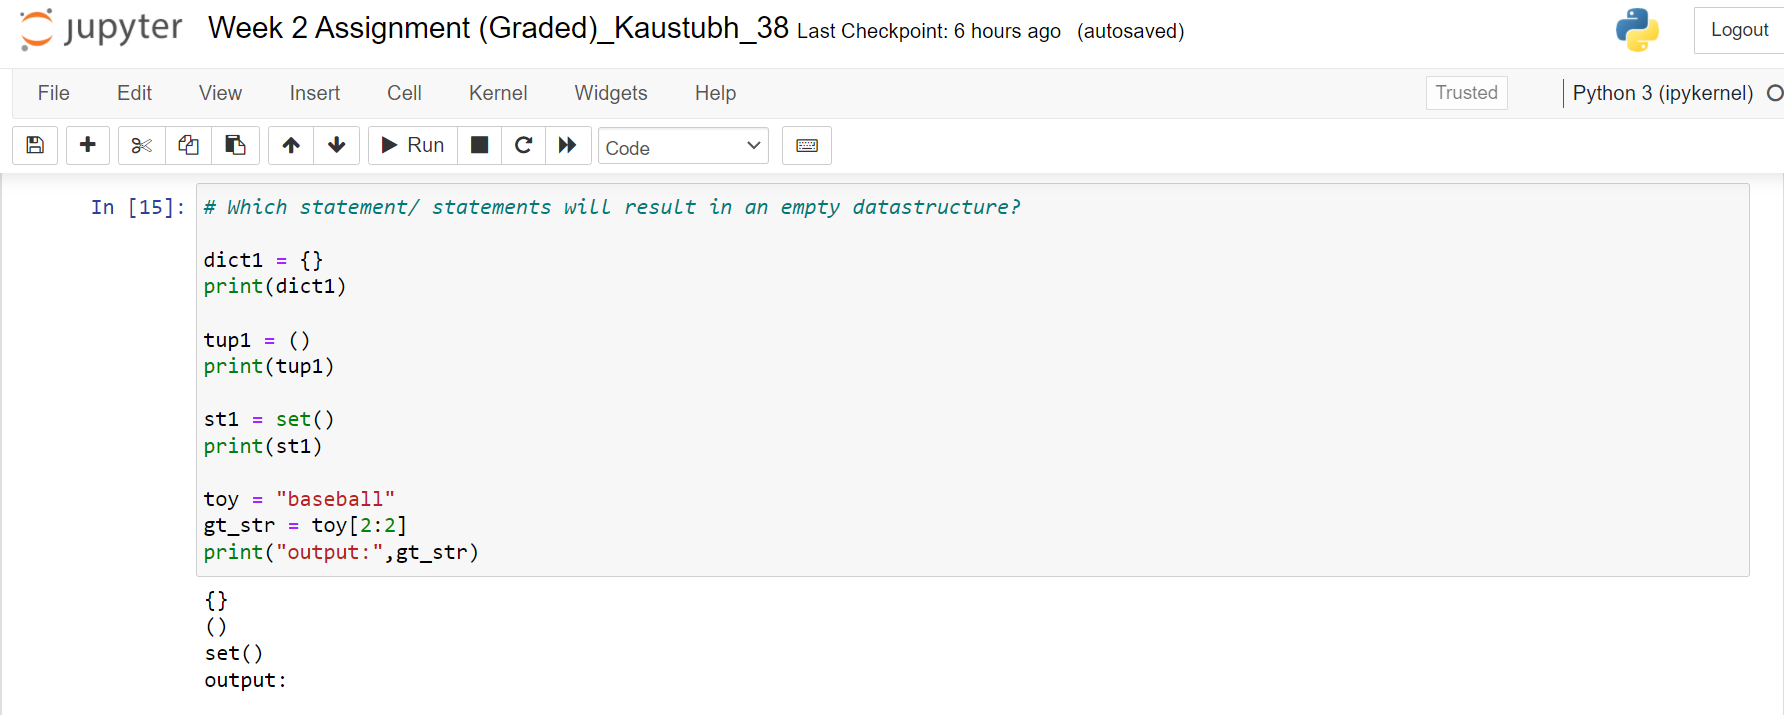 jupyter Week 2 Assignment (Graded)_Kaustubh_38 Last Checkpoint: 6 hours ago (autosaved) Logout
File Edit View Insert Cell Kernel Widgets Help Trusted Python 3 (ipykernel)
Run Code
In [15]: # Which statement/ statements will result in an empty datastructure?
dict1 = {}
print(dict1)
tup1 = ()
print(tup1)
st1 = set()
print(st1)
toy = "baseball"
gt_str = toy[2:2]
print("output:",gt_str)
{}
()
set()
output: